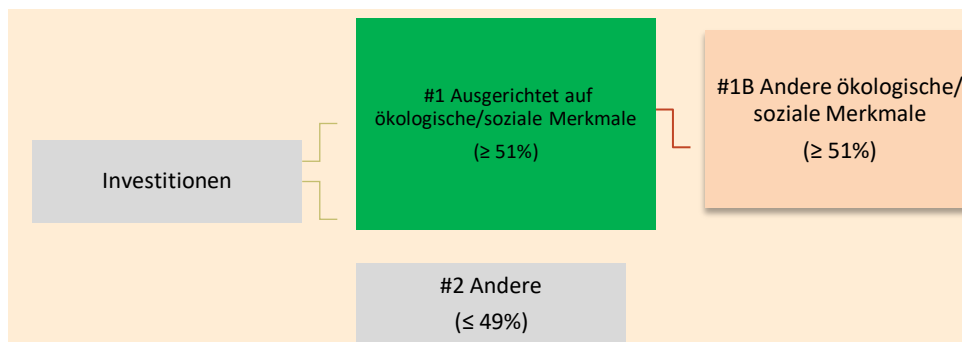 Investitionen
#1 Ausgerichtet auf
ökologische/soziale Merkmale
(≥ 51%)
#1B Andere ökologische/
soziale Merkmale
(≥ 51%)
#2 Andere
(≤ 49%)